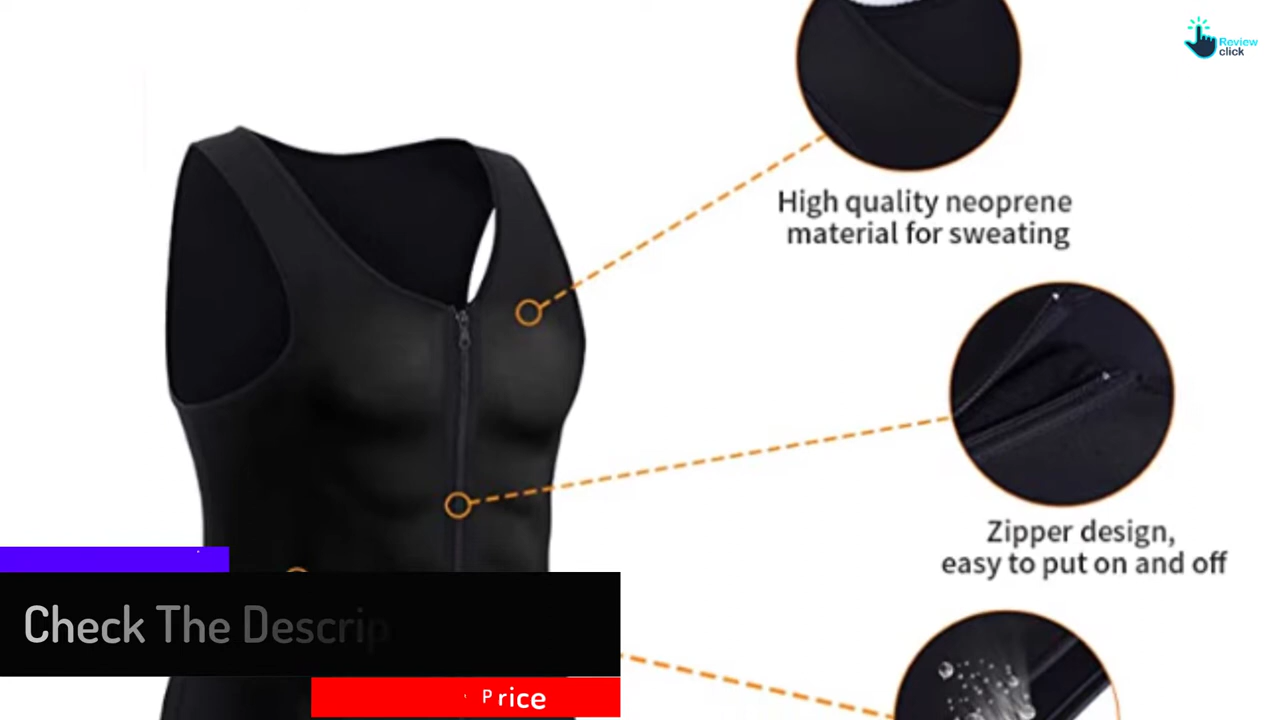 Review
click
High quality neoprene
material for sweating
Zipper design,
easy to put on and off
Check The Descrip
Price